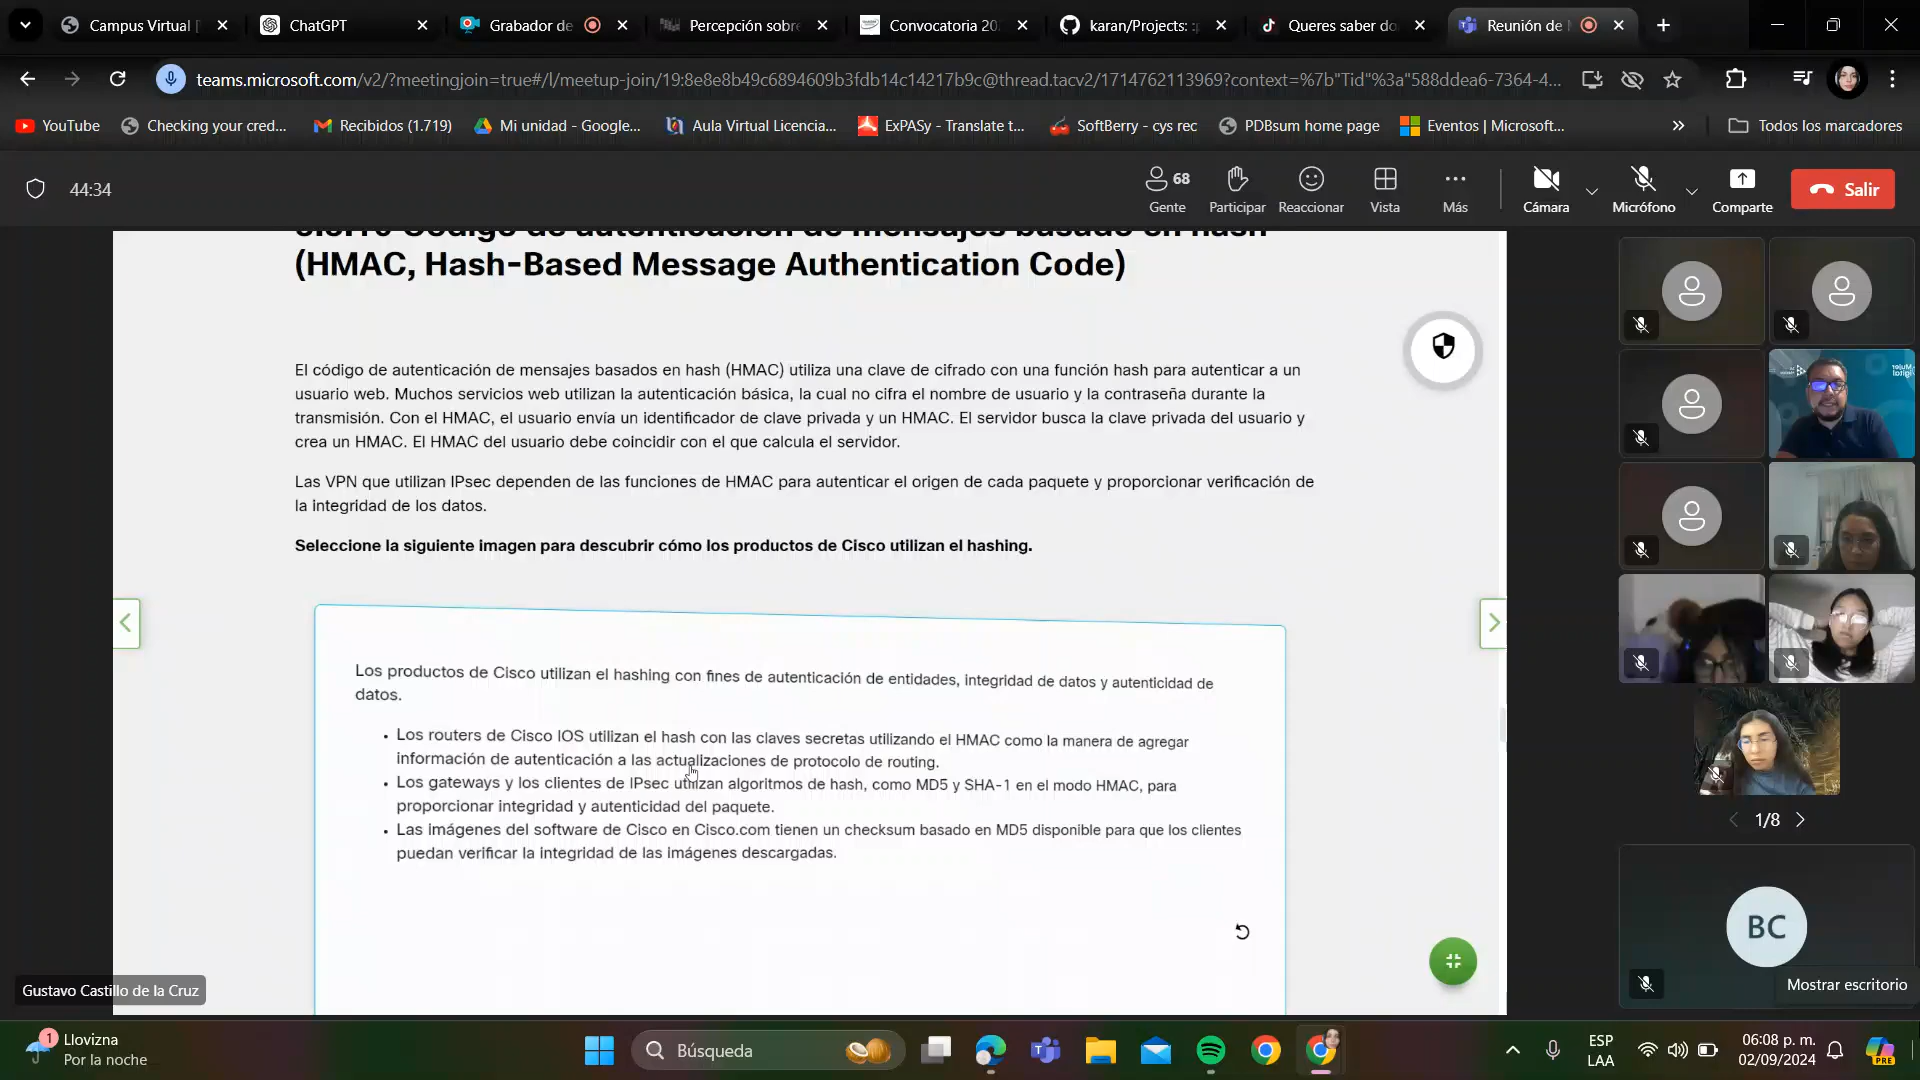 Campus Virtual
ChatGPT
Grabador de
Percepción sobre
Convocatoria 20
karan/Projects: :p
Queres saber do
Reunión de
teams.microsoft.com/v2/?meetingjoin=true#/l/meetup-join/19:8e8e8b49c6894609b3fdb14c14217b9c@thread.tacv2/1714762113969?context=%7b"Tid"%3a"588ddea6-7364-4...
YouTube
Checking your cred...
Recibidos (1.719)
Mi unidad - Google...
Aula Virtual Licencia...
ExPASy - Translate t...
SoftBerry - cys rec
PDBsum home page
Eventos | Microsoft...
»
Todos los marcadores
44:34
68
Gente
Participar
Reaccionar
Vista
Más
Cámara
Micrófono
Comparte
Salir
Código de autenticación de mensajes basado en hash
(HMAC, Hash-Based Message Authentication Code)
El código de autenticación de mensajes basados en hash (HMAC) utiliza una clave de cifrado con una función hash para autenticar a un
usuario web. Muchos servicios web utilizan la autenticación básica, la cual no cifra el nombre de usuario y la contraseña durante la
transmisión. Con el HMAC, el usuario envía un identificador de clave privada y un HMAC. El servidor busca la clave privada del usuario y
crea un HMAC. El HMAC del usuario debe coincidir con el que calcula el servidor.
Las VPN que utilizan IPsec dependen de las funciones de HMAC para autenticar el origen de cada paquete y proporcionar verificación de
la integridad de los datos.
Seleccione la siguiente imagen para descubrir cómo los productos de Cisco utilizan el hashing.
Los productos de Cisco utilizan el hashing con fines de autenticación de entidades, integridad de datos y autenticidad de
datos.
• Los routers de Cisco IOS utilizan el hash con las claves secretas utilizando el HMAC como la manera de agregar
información de autenticación a las actualizaciones de protocolo de routing.
• Los gateways y los clientes de IPsec utilizan algoritmos de hash, como MD5 y SHA-1 en el modo HMAC, para
proporcionar integridad y autenticidad del paquete.
• Las imágenes del software de Cisco en Cisco.com tienen un checksum basado en MD5 disponible para que los clientes
puedan verificar la integridad de las imágenes descargadas.
Gustavo Castillo de la Cruz
1/8
BC
Mostrar escritorio
1
Llovizna
Por la noche
Búsqueda
ESP
LAA
06:08 p. m.
02/09/2024
PRE